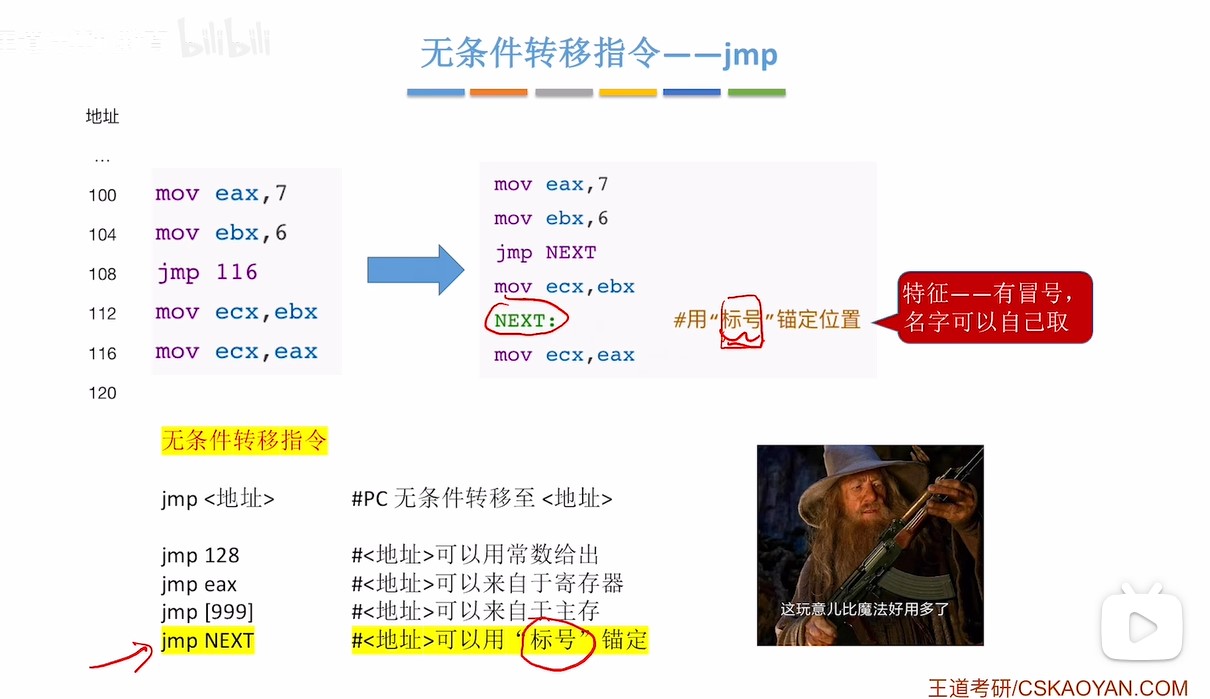 bilibili
无条件转移指令——jmp
地址
...
100 mov eax,7
104 mov ebx,6
108 jmp 116
112 mov ecx,ebx
116 mov ecx,eax
120
mov eax,7
mov ebx,6
jmp NEXT
mov ecx,ebx
NEXT: #用“标号”锚定位置
mov ecx,eax
特征——有冒号，
名字可以自己取
无条件转移指令
jmp <地址> #PC 无条件转移至 <地址>
jmp 128 #<地址>可以用常数给出
jmp eax #<地址>可以来自于寄存器
jmp [999] #<地址>可以来自于主存
jmp NEXT #<地址>可以用“标号”锚定
这玩意儿比魔法好用多了
王道考研/CSKAOYAN.COM